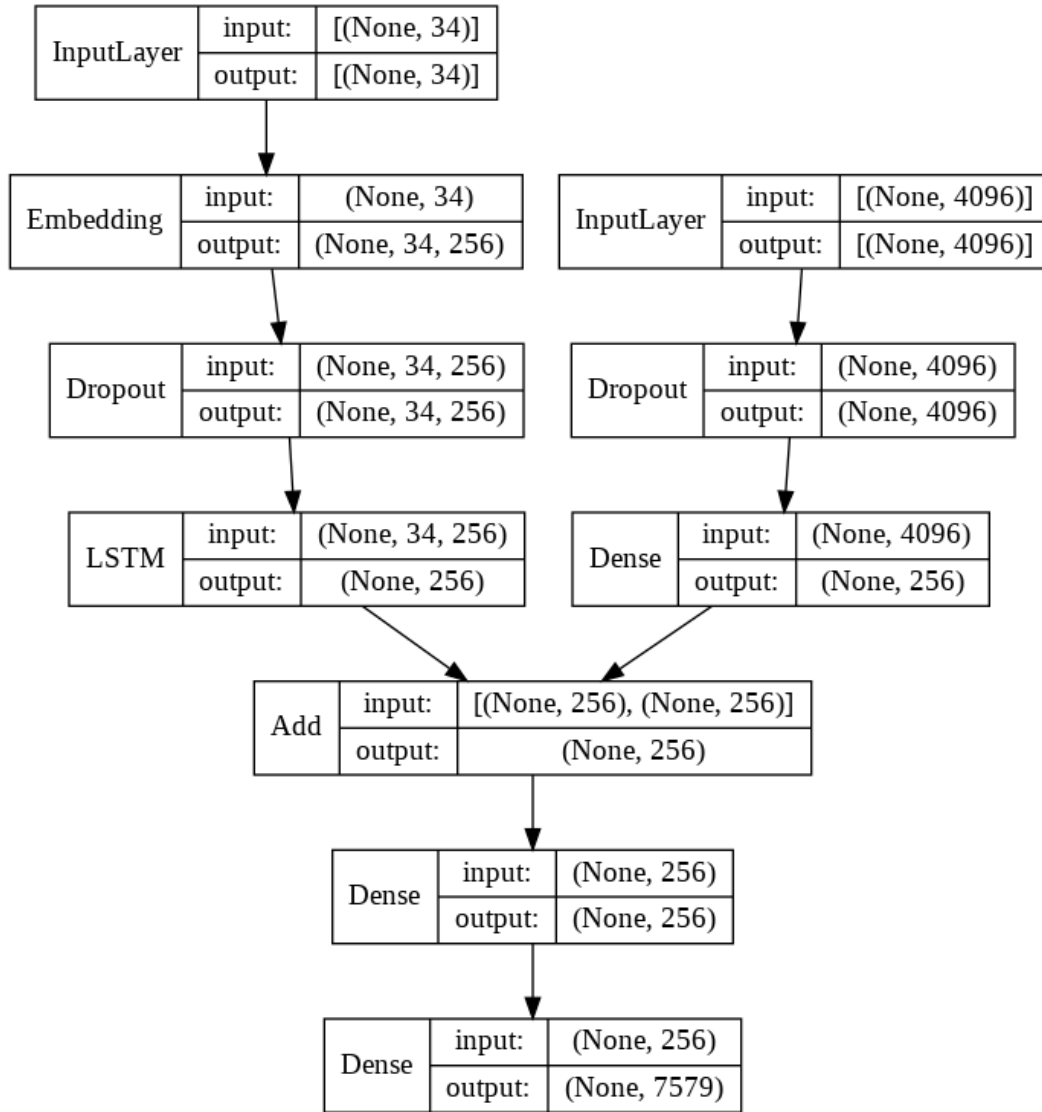 InputLayer
input: [(None, 34)]
output: [(None, 34)]
Embedding
input: (None, 34)
output: (None, 34, 256)
InputLayer
input: [(None, 4096)]
output: [(None, 4096)]
Dropout
input: (None, 34, 256)
output: (None, 34, 256)
Dropout
input: (None, 4096)
output: (None, 4096)
LSTM
input: (None, 34, 256)
output: (None, 256)
Dense
input: (None, 4096)
output: (None, 256)
Add
input: [(None, 256), (None, 256)]
output: (None, 256)
Dense
input: (None, 256)
output: (None, 256)
Dense
input: (None, 256)
output: (None, 7579)